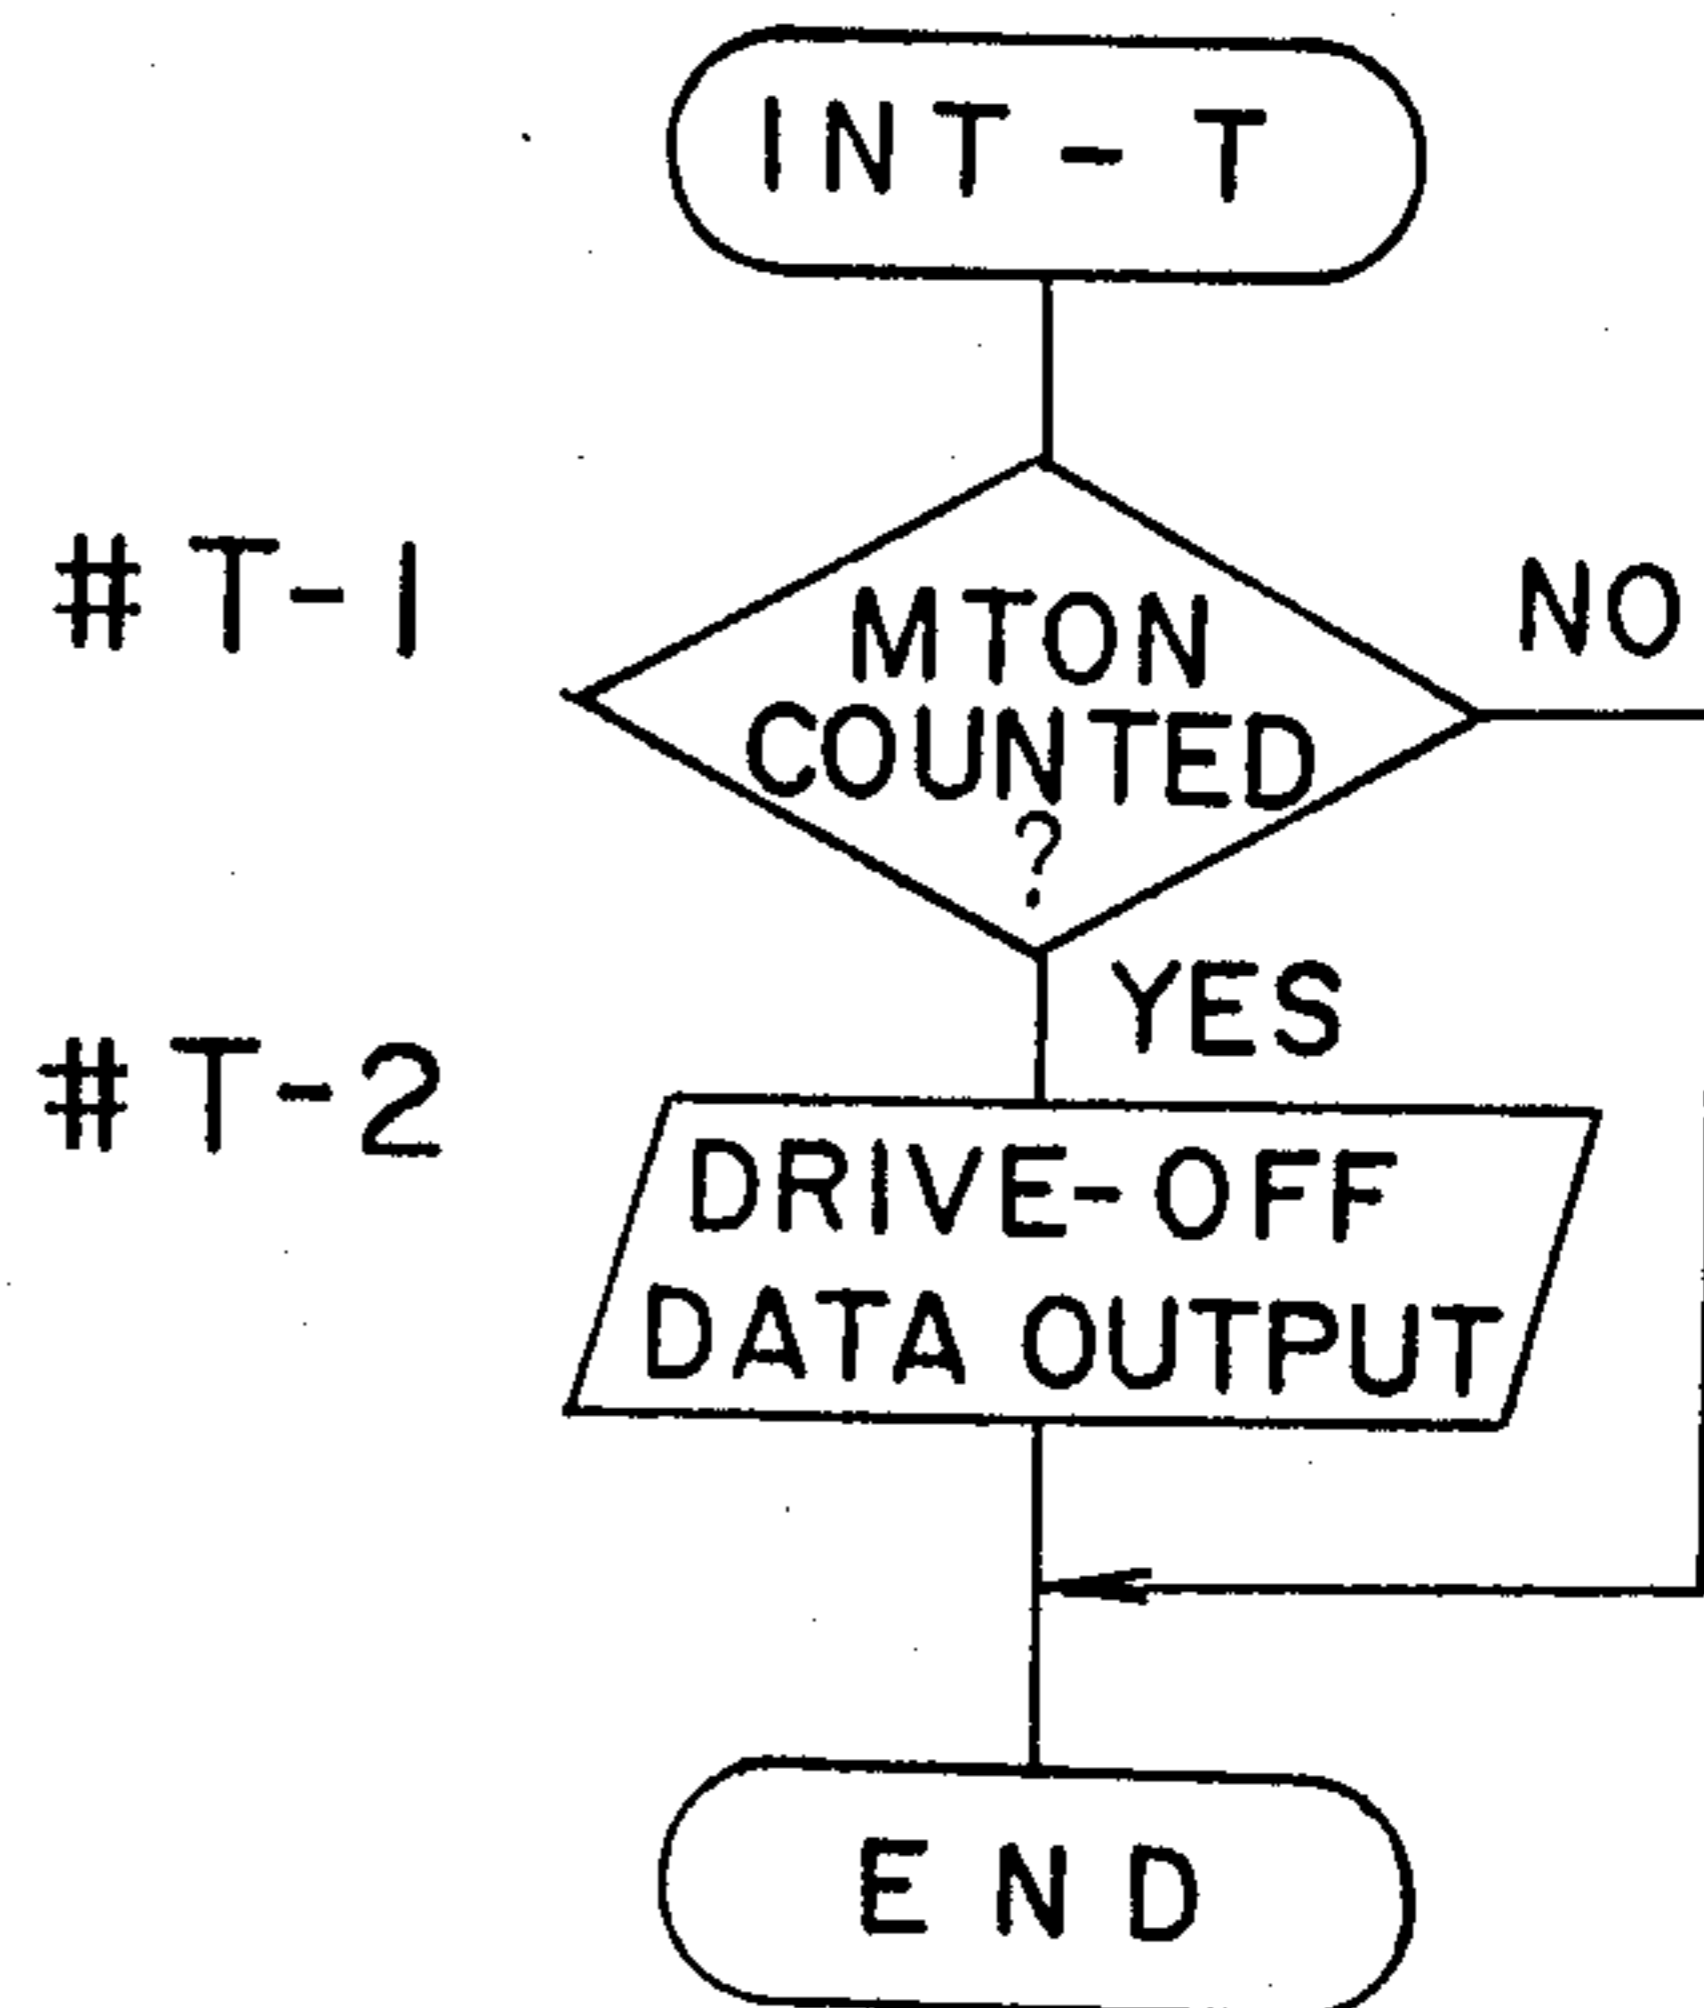 INT-T
#T-1
MTON
COUNTED
?
NO
YES
#T-2
DRIVE-OFF
DATA OUTPUT
END